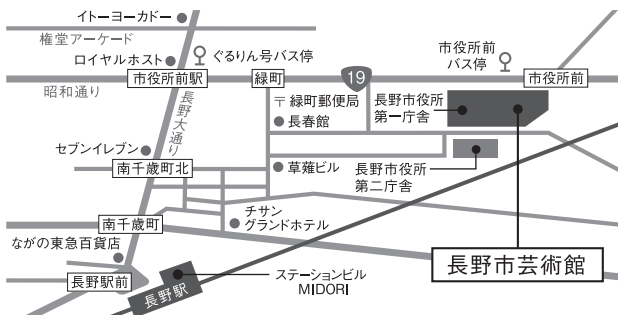 イトーヨーカドー
権堂アーケード
ロイヤルホスト
ぐるりん号バス停
市役所前
バス停
市役所前駅
緑町
19
市役所前
昭和通り
長野大通り
〒緑町郵便局
長春館
長野市役所
第一庁舎
セブンイレブン
南千歳町北
草薙ビル
長野市役所
第二庁舎
南千歳町
チサン
グランドホテル
ながの東急百貨店
長野駅前
長野駅
ステーションビル
MIDORI
長野市芸術館